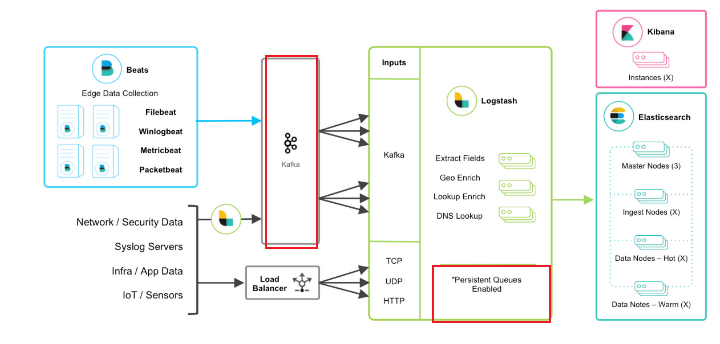 Beats
Edge Data Collection
Filebeat
Winlogbeat
Metricbeat
Packetbeat
Network / Security Data
Syslog Servers
Infra / App Data
IoT / Sensors
Kafka
Load
Balancer
Inputs
Kafka
TCP
UDP
HTTP
Logstash
Extract Fields
Geo Enrich
Lookup Enrich
DNS Lookup
*Persistent Queues
Enabled
Kibana
Instances (X)
Elasticsearch
Master Nodes (3)
Ingest Nodes (X)
Data Nodes – Hot (X)
Data Notes – Warm (X)